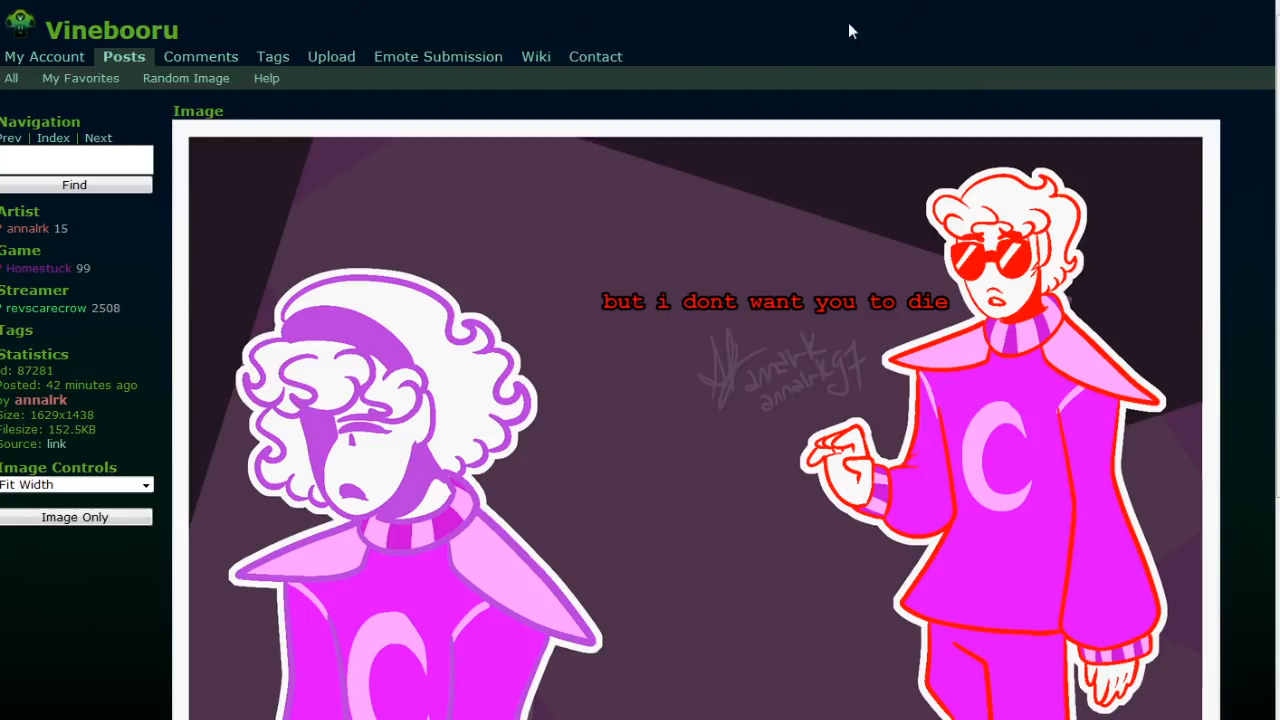 Vinebooru
My Account Posts Comments Tags Upload Emote Submission Wiki Contact
All My Favorites Random Image Help
Navigation
Prev | Index | Next
Find
Artist
? annalrk 15
Game
? Homestuck 99
Streamer
? revscarecrow 2508
Tags
Statistics
Id: 87281
Posted: 42 minutes ago
by annalrk
Size: 1629x1438
Filesize: 152.5KB
Source: link
Image Controls
Fit Width
Image Only
Image
but i dont want you to die
annalrk
annalrkg7
C
C